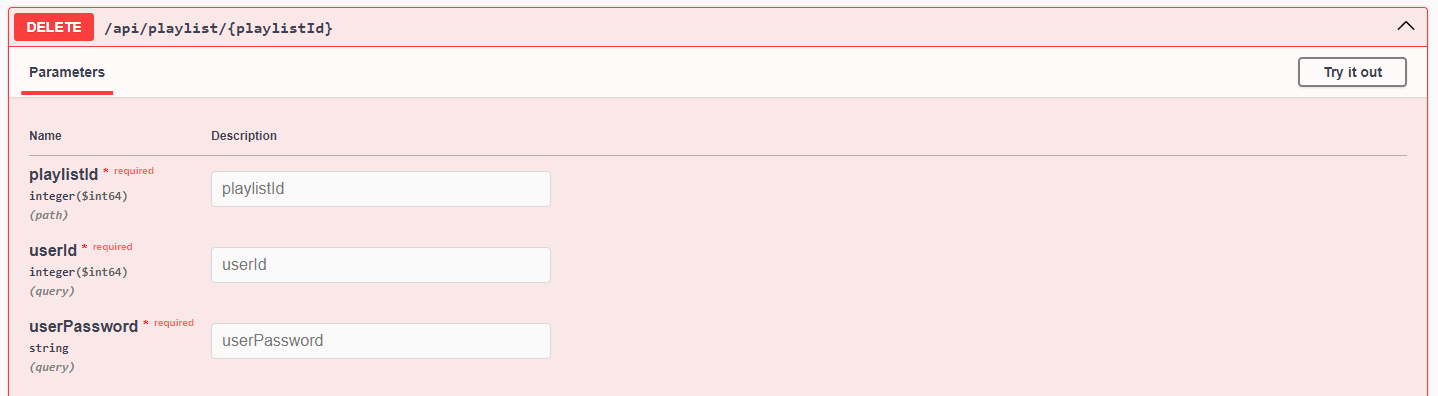 DELETE /api/playlist/{playlistId}
Parameters Try it out
Name Description
playlistId * required
integer($int64)
(path)
playlistId
userId * required
integer($int64)
(query)
userId
userPassword * required
string
(query)
userPassword